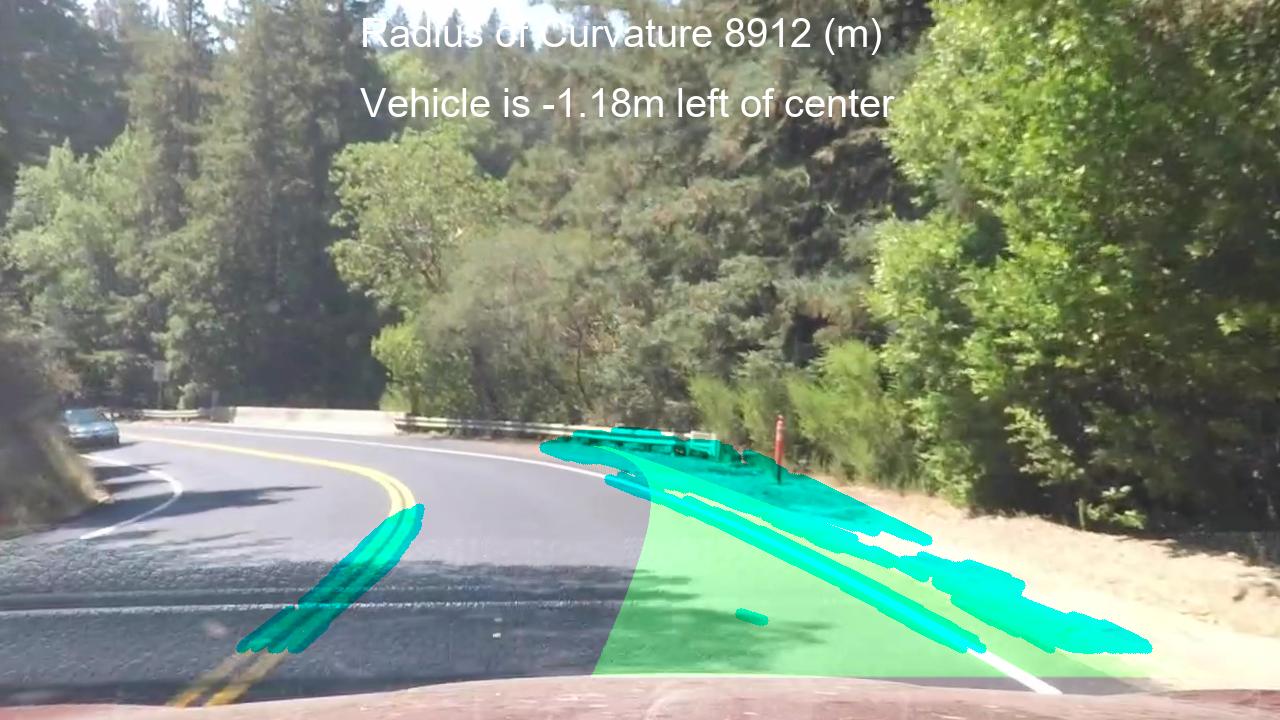 Radius of Curvature 8912 (m)
Vehicle is -1.18m left of center